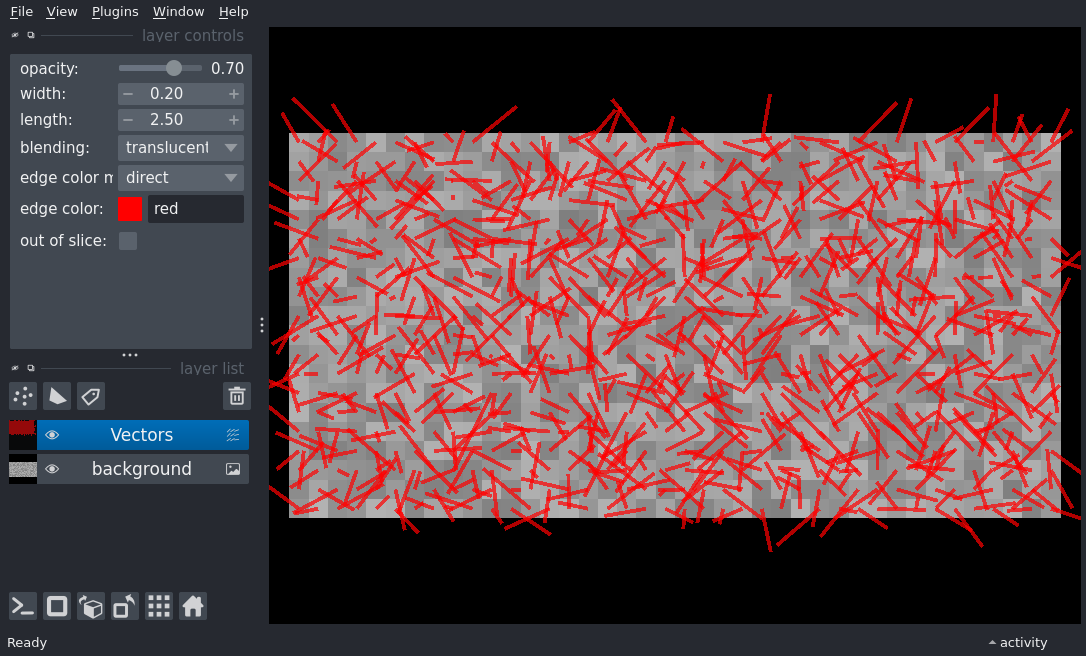 File View Plugins Window Help
layer controls
opacity: 0.70
width: 0.20
length: 2.50
blending: translucent
edge color m direct
edge color: red
out of slice:
layer list
Vectors
background
Ready
activity